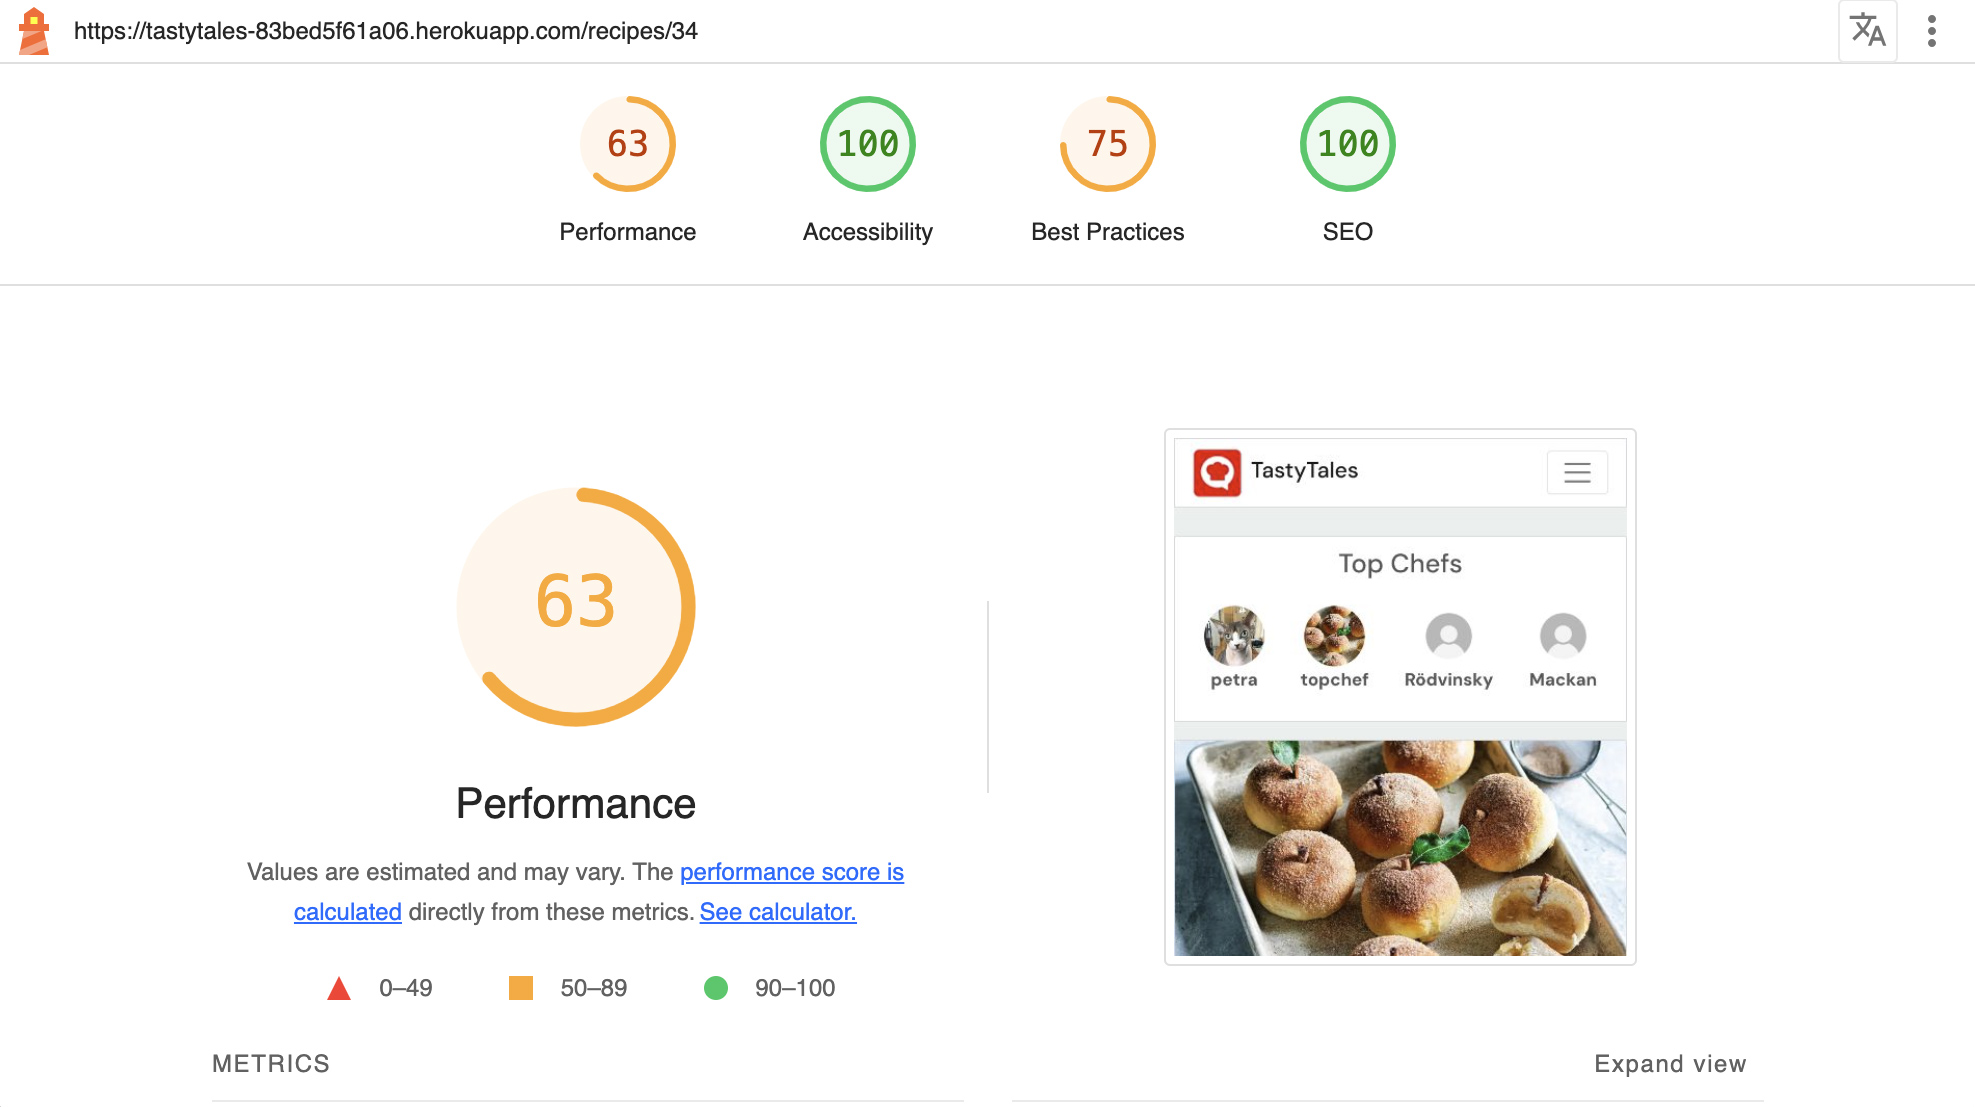 https://tastytales-83bed5f61a06.herokuapp.com/recipes/34
63
100
75
100
Performance
Accessibility
Best Practices
SEO
63
Performance
Values are estimated and may vary. The performance score is
calculated directly from these metrics. See calculator.
0–49
50–89
90–100
TastyTales
Top Chefs
petra
topchef
Rödvinsky
Mackan
METRICS
Expand view